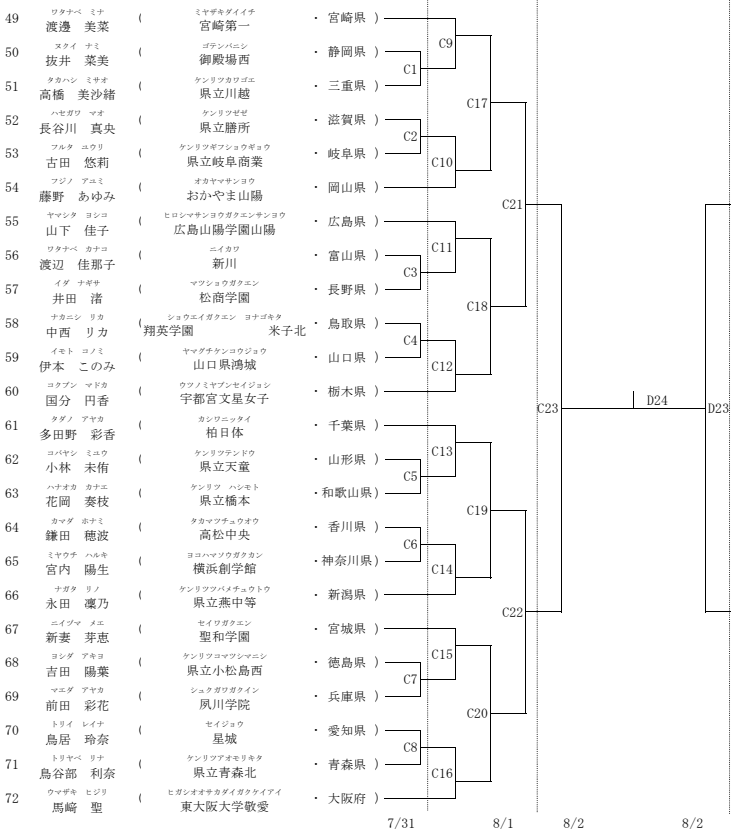 ワタナベ ミナ ミヤザキダイイチ
49 渡邊 美菜 ( 宮崎第一 ・ 宮崎県 )
ヌクイ ナミ ゴテンバニシ
50 抜井 菜美 ( 御殿場西 ・ 静岡県 )
タカハシ ミサオ ケンリツカワゴエ
51 高橋 美沙緒 ( 県立川越 ・ 三重県 )
ハセガワ マオ ケンリツゼゼ
52 長谷川 真央 ( 県立膳所 ・ 滋賀県 )
フルタ ユウリ ケンリツギフショウギョウ
53 古田 悠莉 ( 県立岐阜商業 ・ 岐阜県 )
フジノ アユミ オカヤマサンヨウ
54 藤野 あゆみ ( おかやま山陽 ・ 岡山県 )
ヤマシタ ヨシコ ヒロシマサンヨウガクエンサンヨウ
55 山下 佳子 ( 広島山陽学園山陽 ・ 広島県 )
ワタナベ カナコ ニイカワ
56 渡辺 佳那子 ( 新川 ・ 富山県 )
イダ ナギサ マツショウガクエン
57 井田 渚 ( 松商学園 ・ 長野県 )
ナカニシ リカ ショウエイガクエン ヨナゴキタ
58 中西 リカ ( 翔英学園 米子北 ・ 鳥取県 )
イモト コノミ ヤマグチケンコウジョウ
59 伊本 このみ ( 山口県鴻城 ・ 山口県 )
コクブン マドカ ウツノミヤブンセイジョシ
60 国分 円香 ( 宇都宮文星女子 ・ 栃木県 )
タダノ アヤカ カシワニッタイ
61 多田野 彩香 ( 柏日体 ・ 千葉県 )
コバヤシ ミユウ ケンリツテンドウ
62 小林 未侑 ( 県立天童 ・ 山形県 )
ハナオカ カナエ ケンリツ ハシモト
63 花岡 奏枝 ( 県立橋本 ・ 和歌山県 )
カマダ ホナミ タカマツチュウオウ
64 鎌田 穂波 ( 高松中央 ・ 香川県 )
ミヤウチ ハルキ ヨコハマソウガクカン
65 宮内 陽生 ( 横浜創学館 ・ 神奈川県 )
ナガタ リノ ケンリツツバメチュウトウ
66 永田 凜乃 ( 県立燕中等 ・ 新潟県 )
ニイヅマ メエ セイワガクエン
67 新妻 芽恵 ( 聖和学園 ・ 宮城県 )
ヨシダ アキヨ ケンリツコマツシマニシ
68 吉田 陽葉 ( 県立小松島西 ・ 徳島県 )
マエダ アヤカ シュクガワガクイン
69 前田 彩花 ( 夙川学院 ・ 兵庫県 )
トリイ レイナ セイジョウ
70 鳥居 玲奈 ( 星城 ・ 愛知県 )
トリヤベ リナ ケンリツアオモリキタ
71 鳥谷部 利奈 ( 県立青森北 ・ 青森県 )
ウマザキ ヒジリ ヒガシオオサカダイガクケイアイ
72 馬﨑 聖 ( 東大阪大学敬愛 ・ 大阪府 )
C1
C2
C3
C4
C5
C6
C7
C8
C9
C10
C11
C12
C13
C14
C15
C16
C17
C18
C19
C20
C21
C22
C23
D24
D23
7/31 8/1 8/2 8/2